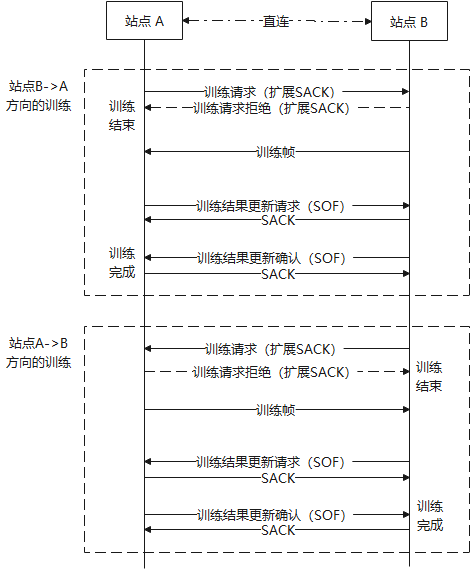 站点 A
直连
站点 B
站点B->A
方向的训练
训练请求（扩展SACK）
训练请求拒绝（扩展SACK）
训练
结束
训练帧
训练结果更新请求（SOF）
SACK
训练结果更新确认（SOF）
训练
完成
SACK
站点A->B
方向的训练
训练请求（扩展SACK）
训练请求拒绝（扩展SACK）
训练
结束
训练帧
训练结果更新请求（SOF）
SACK
训练结果更新确认（SOF）
训练
完成
SACK